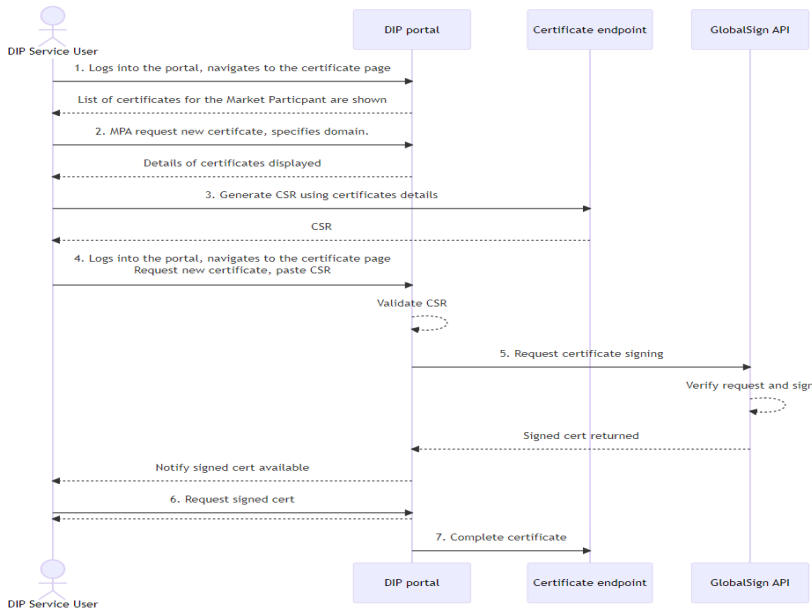 DIP Service User
DIP portal
Certificate endpoint
GlobalSign API
1. Logs into the portal, navigates to the certificate page
List of certificates for the Market Particpant are shown
2. MPA request new certifcate, specifies domain.
Details of certificates displayed
3. Generate CSR using certificates details
CSR
4. Logs into the portal, navigates to the certificate page
Request new certificate, paste CSR
Validate CSR
5. Request certificate signing
Verify request and sign
Signed cert returned
Notify signed cert available
6. Request signed cert
7. Complete certificate
DIP Service User
DIP portal
Certificate endpoint
GlobalSign API